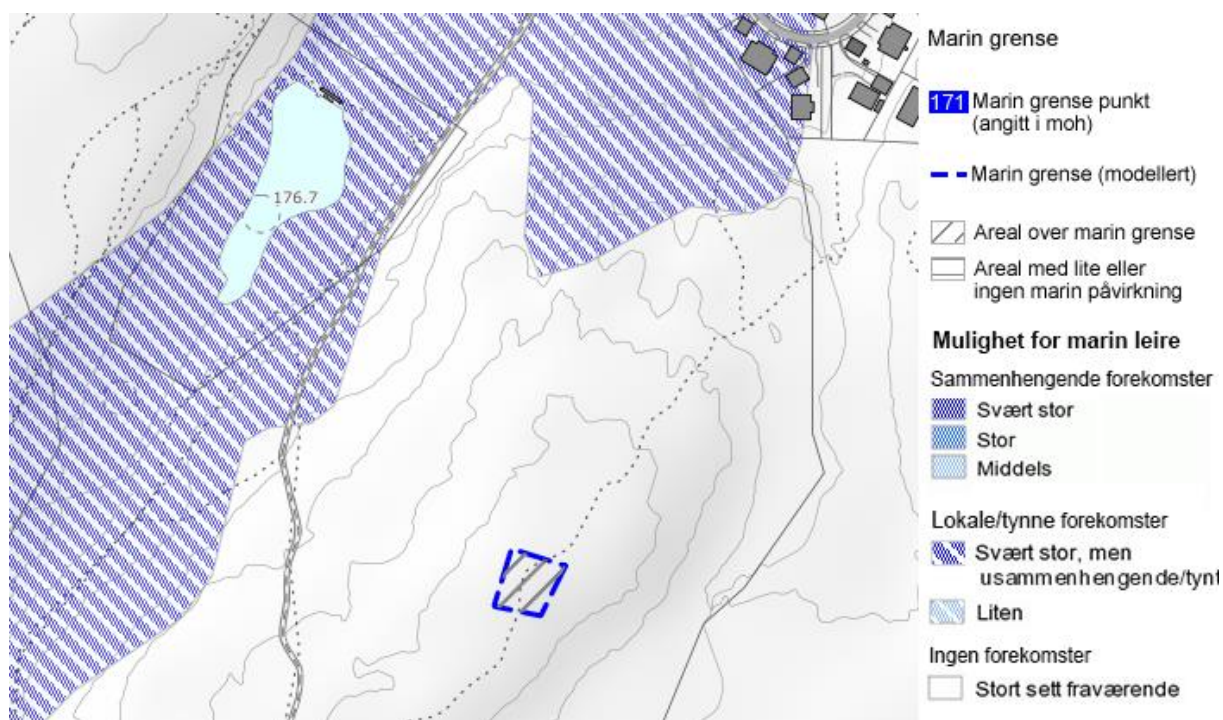 176.7
Marin grense
171 Marin grense punkt
(angitt i moh)
Marin grense (modellert)
Areal over marin grense
Areal med lite eller
ingen marin påvirkning
Mulighet for marin leire
Sammenhengende forekomster
Svært stor
Stor
Middels
Lokale/tynne forekomster
Svært stor, men
usammenhengende/tynt
Liten
Ingen forekomster
Stort sett fraværende